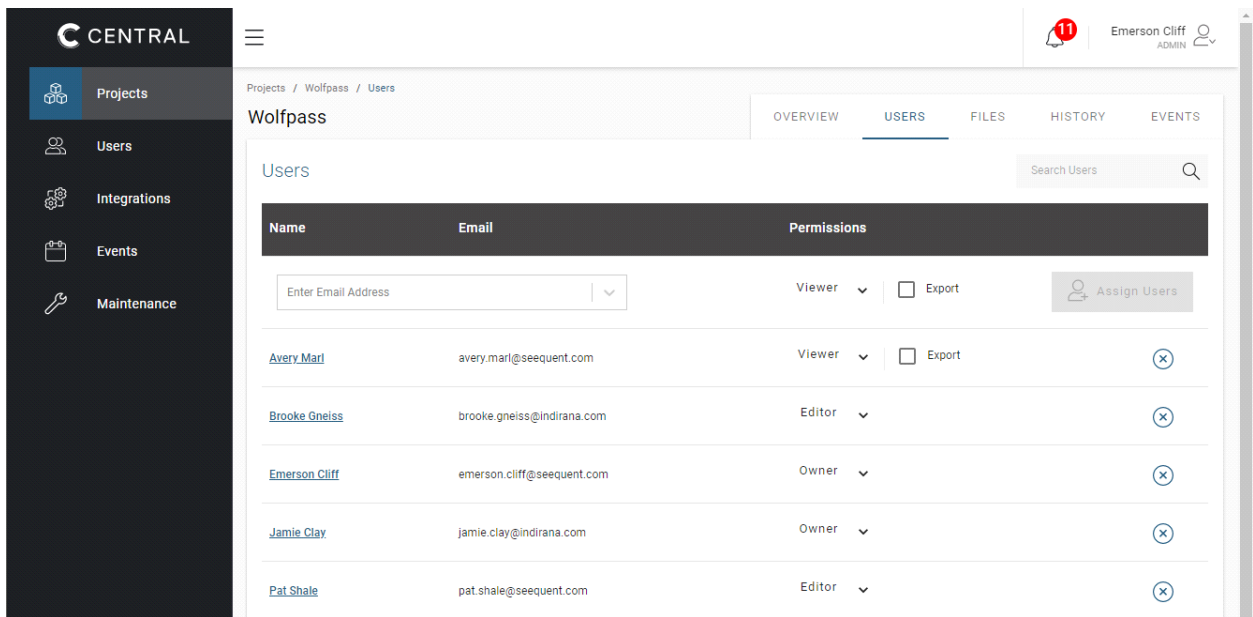 CENTRAL
11
Emerson Cliff
ADMIN
Projects
Users
Integrations
Events
Maintenance
Projects / Wolfpass / Users
Wolfpass
OVERVIEW USERS FILES HISTORY EVENTS
Users
Search Users
Name Email Permissions
Enter Email Address Viewer Export Assign Users
Avery Marl avery.marl@seequent.com Viewer Export
Brooke Gneiss brooke.gneiss@indirana.com Editor
Emerson Cliff emerson.cliff@seequent.com Owner
Jamie Clay jamie.clay@indirana.com Owner
Pat Shale pat.shale@seequent.com Editor